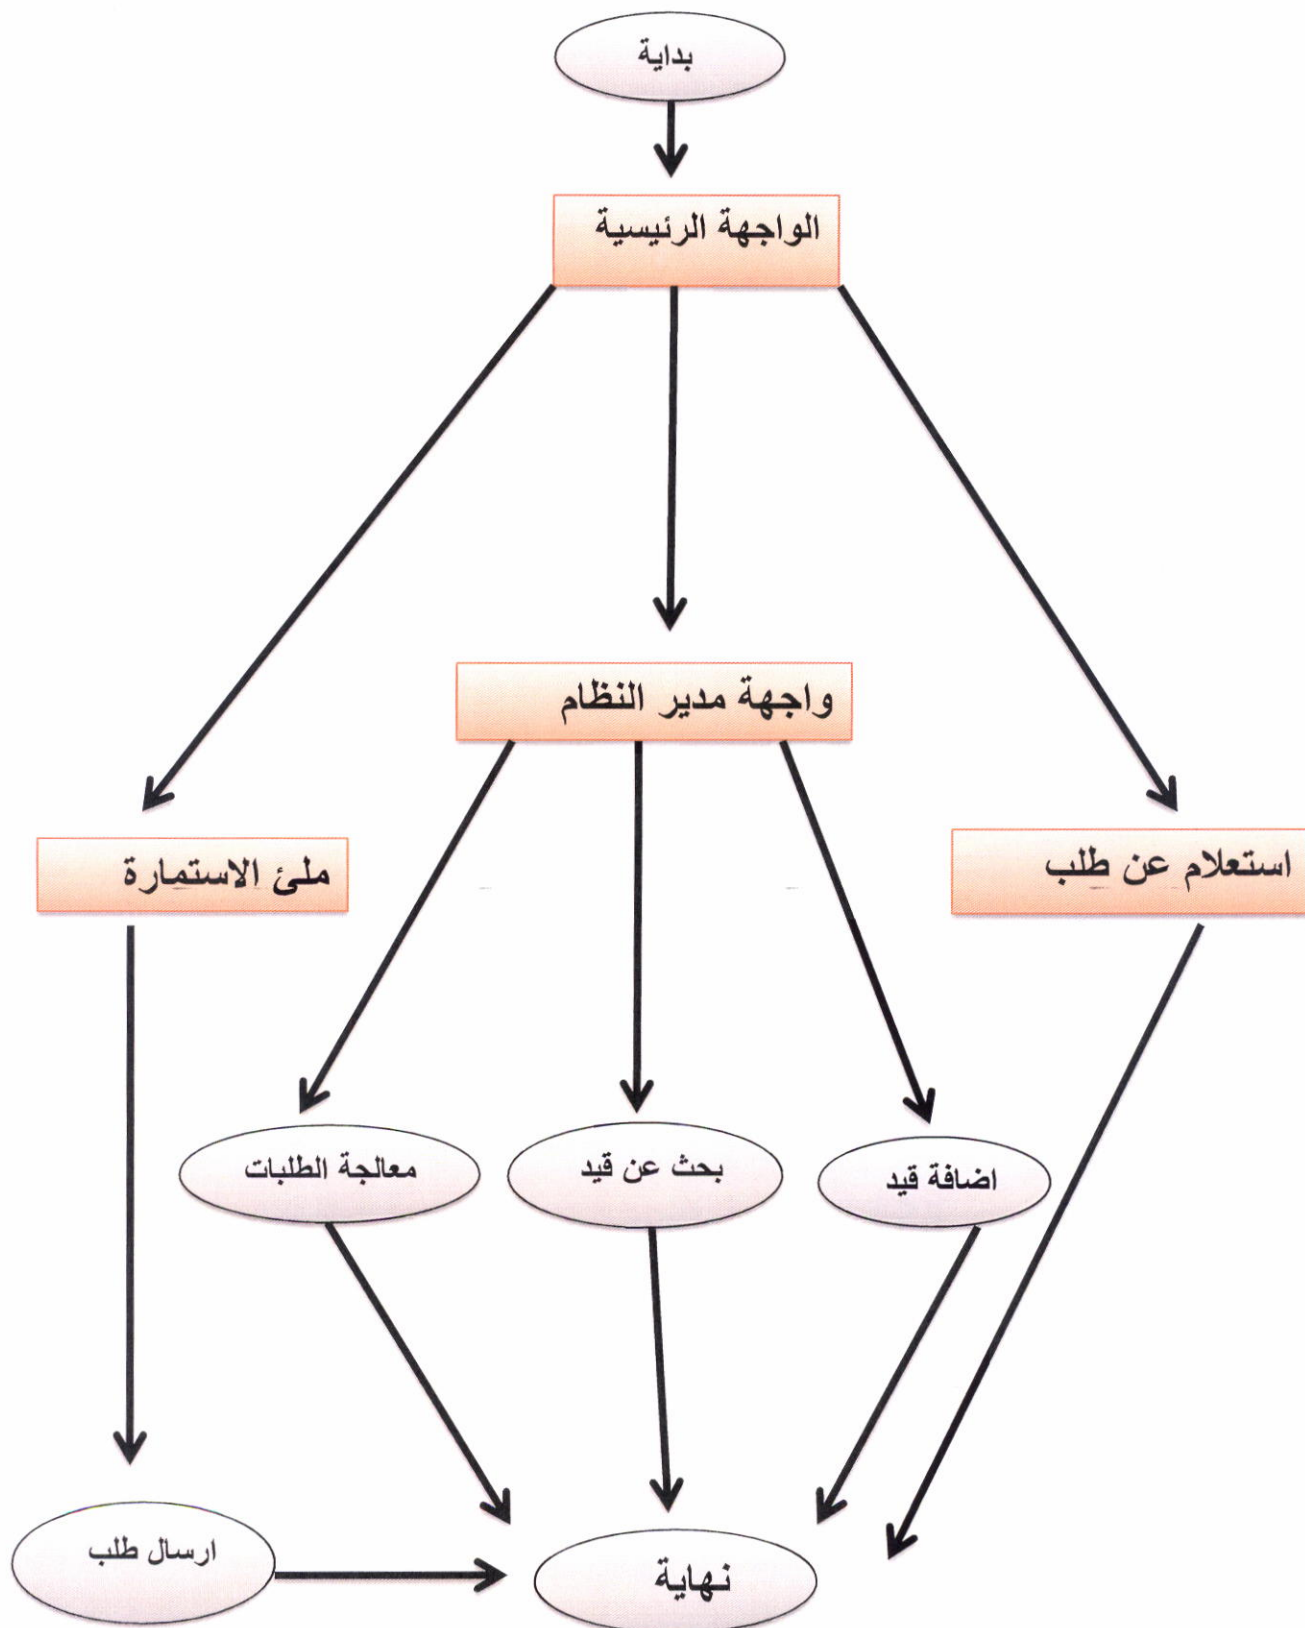 بداية
الواجهة الرئيسية
واجهة مدير النظام
استعلام عن طلب
ملئ الاستمارة
اضافة قيد
بحث عن قيد
معالجة الطلبات
ارسال طلب
نهاية